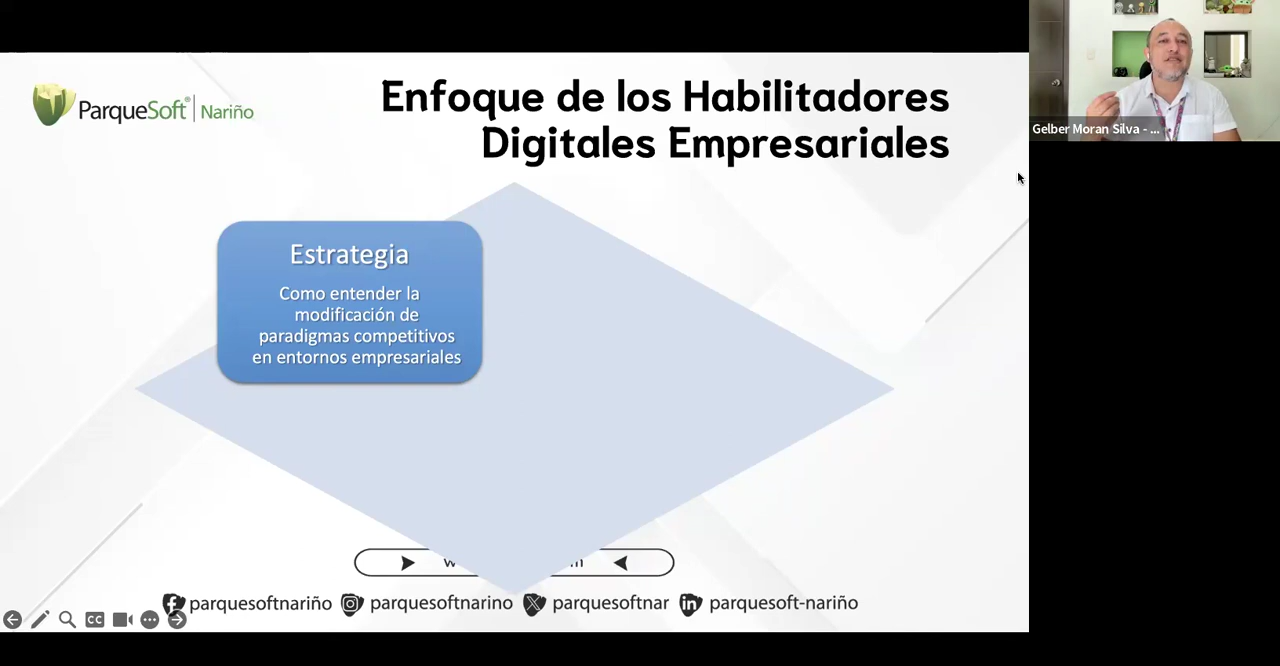 ParqueSoft® | Nariño
Enfoque de los Habilitadores
Digitales Empresariales
Gelber Moran Silva - ...
Estrategia
Como entender la
modificación de
paradigmas competitivos
en entornos empresariales
parquesoftnariño parquesoftnarino parquesoftnar parquesoft-nariño
CC